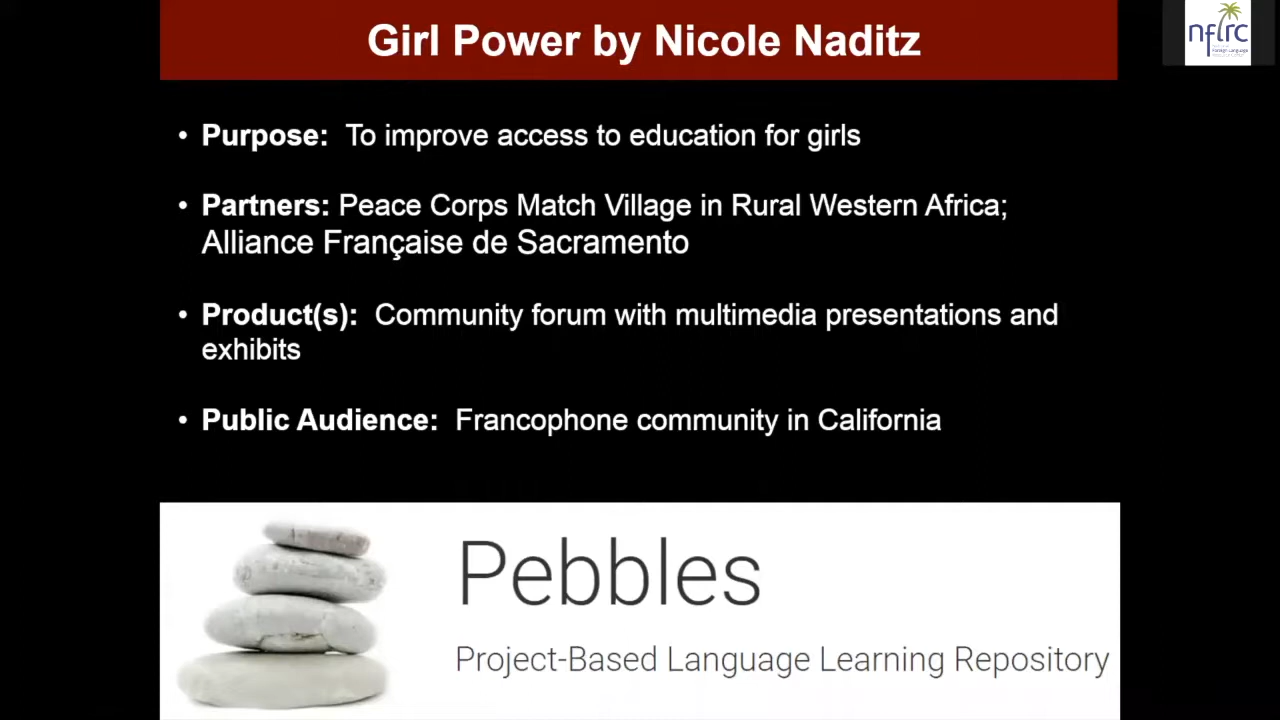 Girl Power by Nicole Naditz
nflrc
Foreign Language
• Purpose: To improve access to education for girls
• Partners: Peace Corps Match Village in Rural Western Africa;
Alliance Française de Sacramento
• Product(s): Community forum with multimedia presentations and
exhibits
• Public Audience: Francophone community in California
Pebbles
Project-Based Language Learning Repository